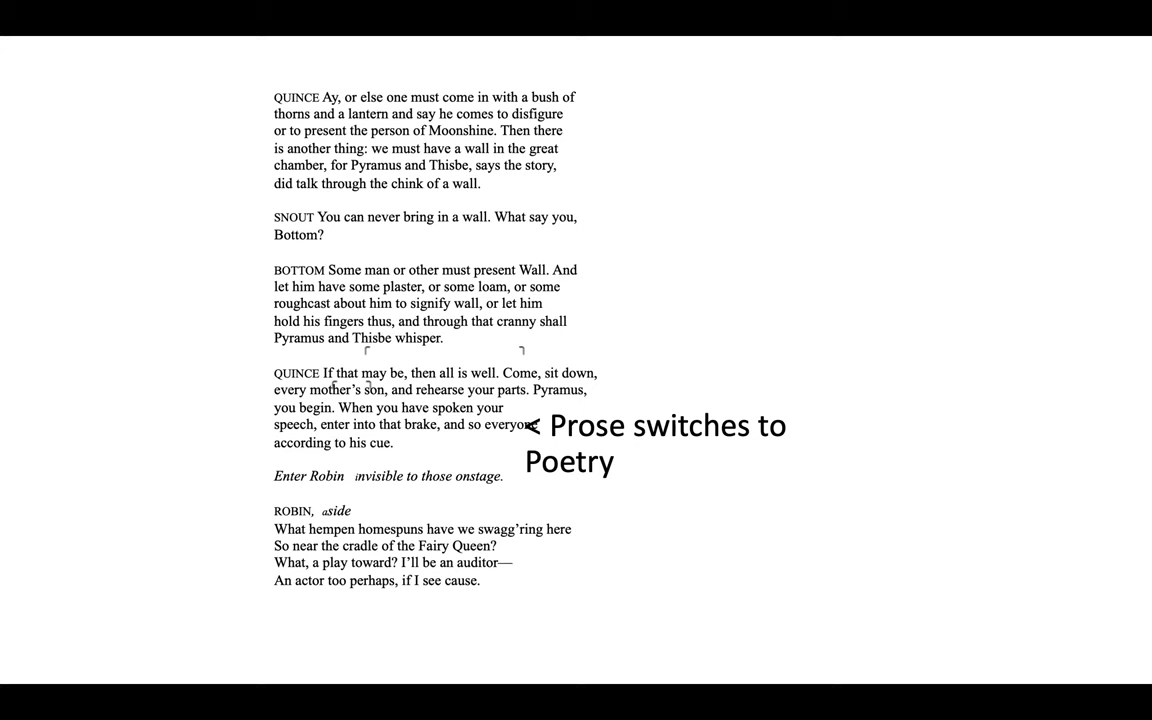 QUINCE Ay, or else one must come in with a bush of
thorns and a lantern and say he comes to disfigure
or to present the person of Moonshine. Then there
is another thing: we must have a wall in the great
chamber, for Pyramus and Thisbe, says the story,
did talk through the chink of a wall.
SNOUT You can never bring in a wall. What say you,
Bottom?
BOTTOM Some man or other must present Wall. And
let him have some plaster, or some loam, or some
roughcast about him to signify wall, or let him
hold his fingers thus, and through that cranny shall
Pyramus and Thisbe whisper.
QUINCE If that may be, then all is well. Come, sit down,
every mother’s son, and rehearse your parts. Pyramus,
you begin. When you have spoken your
speech, enter into that brake, and so everyone
according to his cue.
< Prose switches to
Poetry
Enter Robin invisible to those onstage.
ROBIN, aside
What hempen homespuns have we swagg’ring here
So near the cradle of the Fairy Queen?
What, a play toward? I’ll be an auditor—
An actor too perhaps, if I see cause.